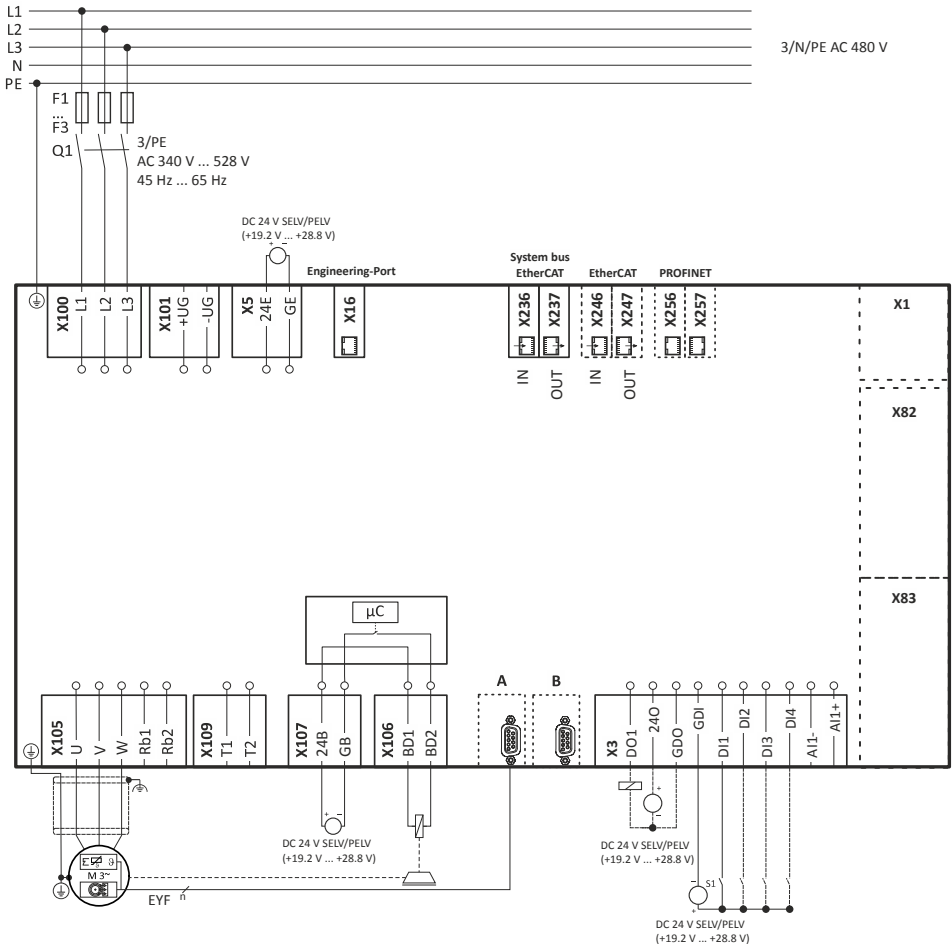 L1
L2
L3
N
PE
3/N/PE AC 480 V
F1
...
F3
Q1
3/PE
AC 340 V ... 528 V
45 Hz ... 65 Hz
DC 24 V SELV/PELV
(+19.2 V ... +28.8 V)
+ –
Engineering-Port
System bus
EtherCAT
EtherCAT
PROFINET
X100
L1
L2
L3
X101
+UG
-UG
X5
24E
GE
X16
X236
X237
X246
X247
X256
X257
IN
OUT
IN
OUT
X1
X82
X83
µC
X105
U
V
W
Rb1
Rb2
X109
T1
T2
X107
24B
GB
X106
BD1
BD2
A
B
X3
DO1
24O
GDO
GDI
DI1
DI2
DI3
DI4
AI1-
AI1+
+ –
DC 24 V SELV/PELV
(+19.2 V ... +28.8 V)
+
–
DC 24 V SELV/PELV
(+19.2 V ... +28.8 V)
ϑ
M 3~
EYF
n
–
S1
+
DC 24 V SELV/PELV
(+19.2 V ... +28.8 V)